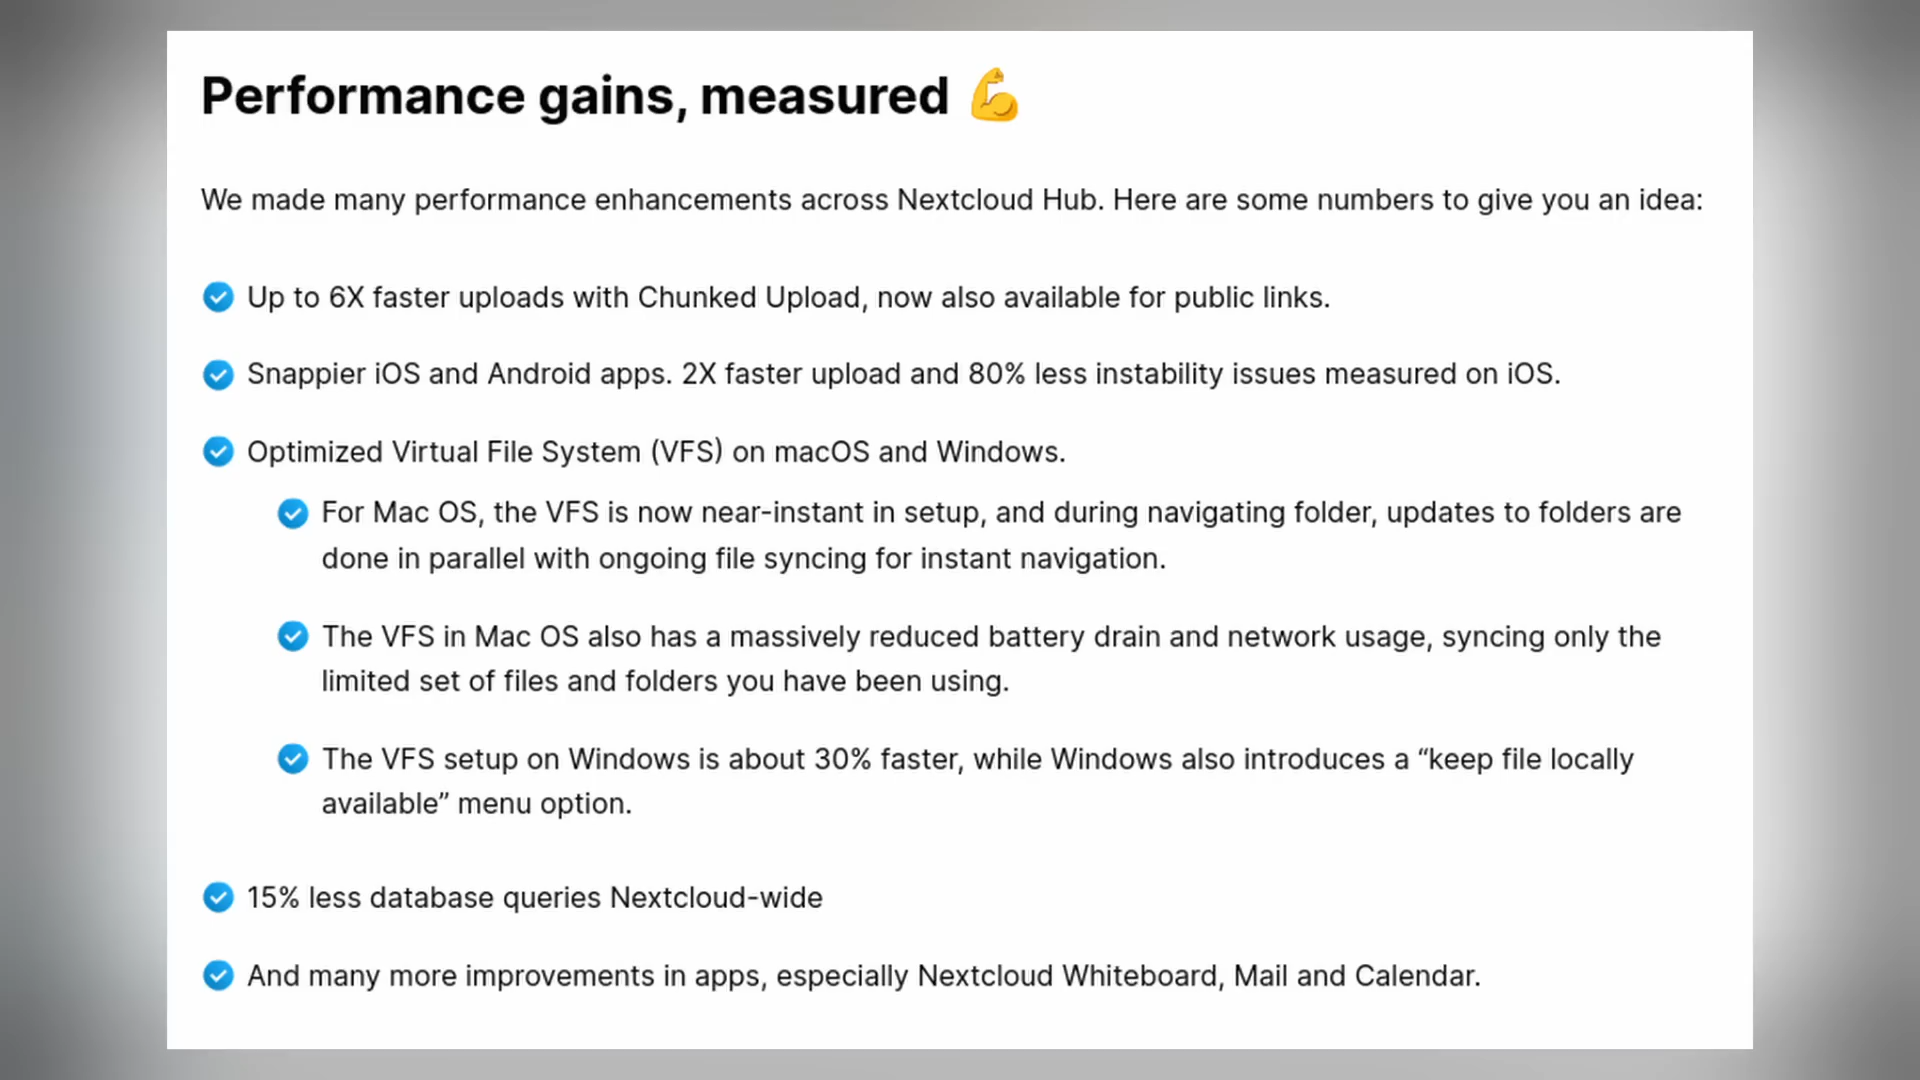 Performance gains, measured 💪
We made many performance enhancements across Nextcloud Hub. Here are some numbers to give you an idea:
Up to 6X faster uploads with Chunked Upload, now also available for public links.
Snappier iOS and Android apps. 2X faster upload and 80% less instability issues measured on iOS.
Optimized Virtual File System (VFS) on macOS and Windows.
For Mac OS, the VFS is now near-instant in setup, and during navigating folder, updates to folders are
done in parallel with ongoing file syncing for instant navigation.
The VFS in Mac OS also has a massively reduced battery drain and network usage, syncing only the
limited set of files and folders you have been using.
The VFS setup on Windows is about 30% faster, while Windows also introduces a “keep file locally
available” menu option.
15% less database queries Nextcloud-wide
And many more improvements in apps, especially Nextcloud Whiteboard, Mail and Calendar.